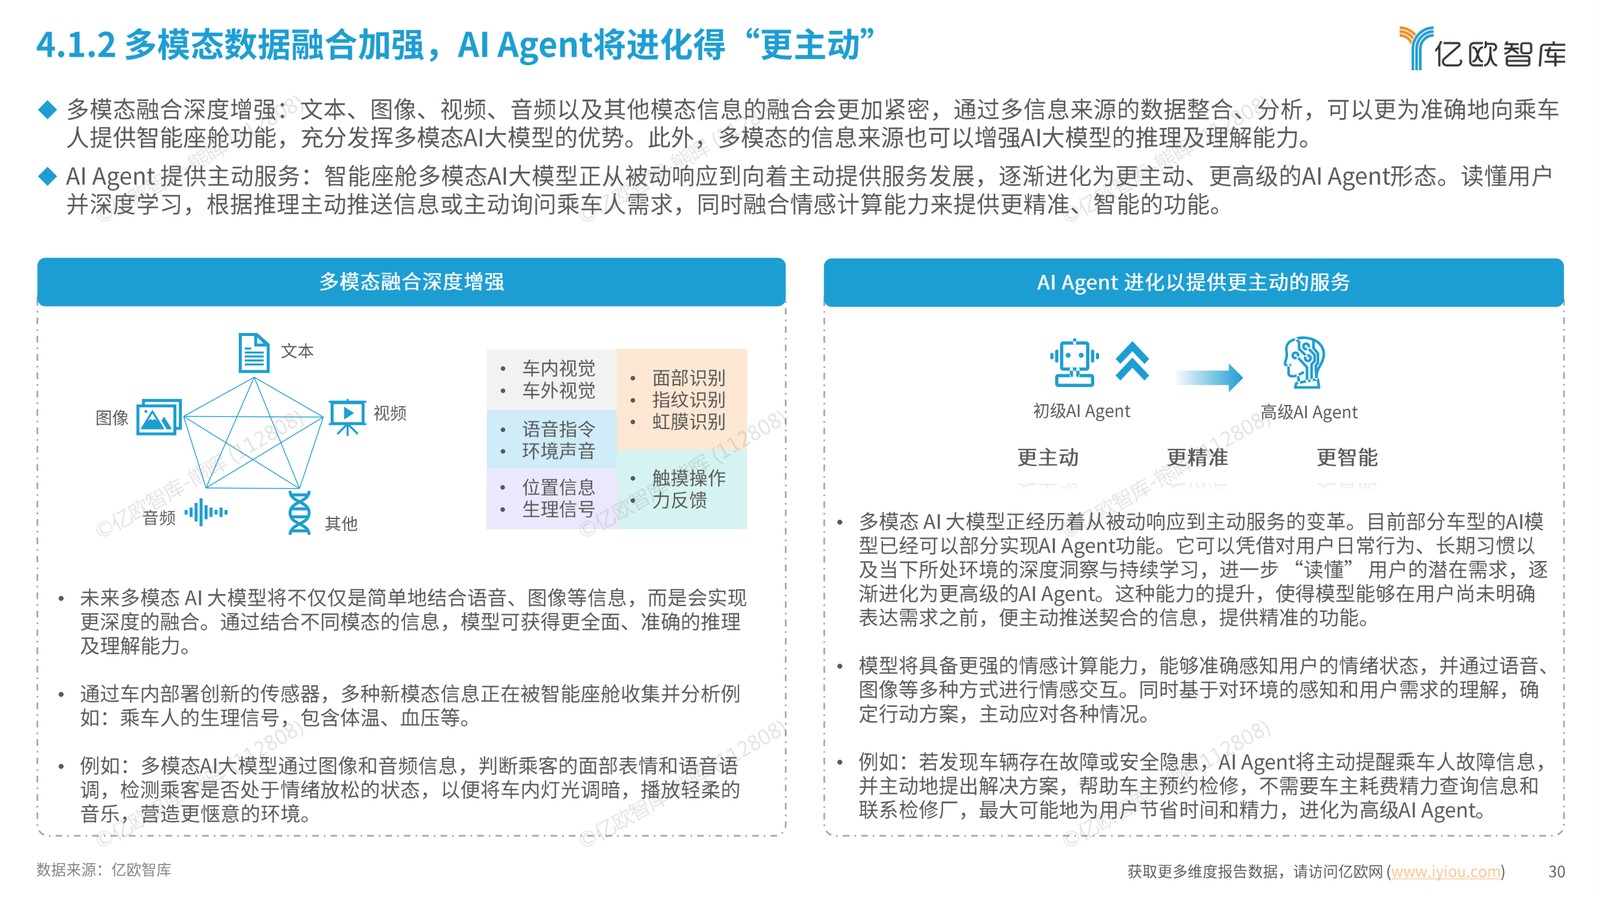 4.1.2 多模态数据融合加强，AI Agent将进化得“更主动”
亿欧智库
◆ 多模态融合深度增强：文本、图像、视频、音频以及其他模态信息的融合会更加紧密，通过多信息来源的数据整合、分析，可以更为准确地向乘车
人提供智能座舱功能，充分发挥多模态AI大模型的优势。此外，多模态的信息来源也可以增强AI大模型的推理及理解能力。
◆ AI Agent 提供主动服务：智能座舱多模态AI大模型正从被动响应到向着主动提供服务发展，逐渐进化为更主动、更高级的AI Agent形态。读懂用户
并深度学习，根据推理主动推送信息或主动询问乘车人需求，同时融合情感计算能力来提供更精准、智能的功能。
多模态融合深度增强
文本
图像
视频
音频
其他
• 车内视觉
• 车外视觉
• 语音指令
• 环境声音
• 位置信息
• 生理信号
• 面部识别
• 指纹识别
• 虹膜识别
• 触摸操作
• 力反馈
• 未来多模态 AI 大模型将不仅仅是简单地结合语音、图像等信息，而是会实现
更深度的融合。通过结合不同模态的信息，模型可获得更全面、准确的推理
及理解能力。
• 通过车内部署创新的传感器，多种新模态信息正在被智能座舱收集并分析例
如：乘车人的生理信号，包含体温、血压等。
• 例如：多模态AI大模型通过图像和音频信息，判断乘客的面部表情和语音语
调，检测乘客是否处于情绪放松的状态，以便将车内灯光调暗，播放轻柔的
音乐，营造更惬意的环境。
AI Agent 进化以提供更主动的服务
初级AI Agent
高级AI Agent
更主动
更精准
更智能
• 多模态 AI 大模型正经历着从被动响应到主动服务的变革。目前部分车型的AI模
型已经可以部分实现AI Agent功能。它可以凭借对用户日常行为、长期习惯以
及当下所处环境的深度洞察与持续学习，进一步 “读懂” 用户的潜在需求，逐
渐进化为更高级的AI Agent。这种能力的提升，使得模型能够在用户尚未明确
表达需求之前，便主动推送契合的信息，提供精准的功能。
• 模型将具备更强的情感计算能力，能够准确感知用户的情绪状态，并通过语音、
图像等多种方式进行情感交互。同时基于对环境的感知和用户需求的理解，确
定行动方案，主动应对各种情况。
• 例如：若发现车辆存在故障或安全隐患，AI Agent将主动提醒乘车人故障信息，
并主动地提出解决方案，帮助车主预约检修，不需要车主耗费精力查询信息和
联系检修厂，最大可能地为用户节省时间和精力，进化为高级AI Agent。
©亿欧智库-熊晖 (112808)
数据来源：亿欧智库
获取更多维度报告数据，请访问亿欧网 (www.iyiou.com)
30